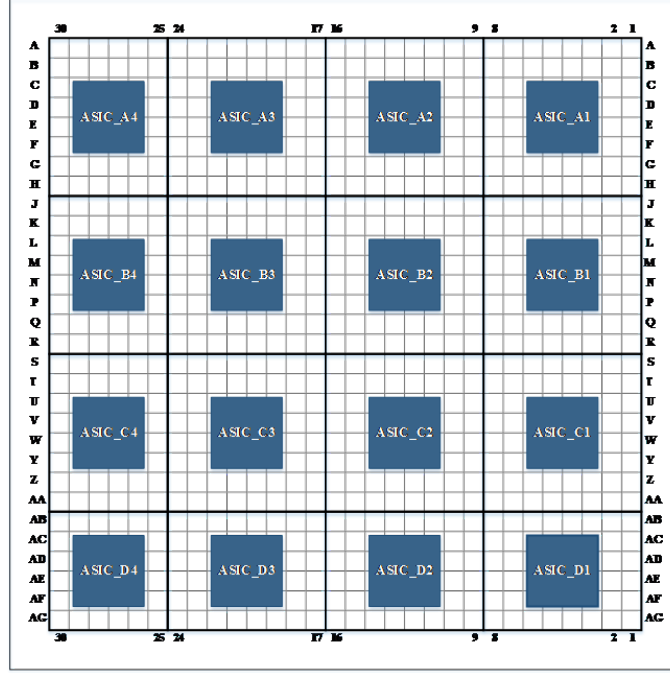 30 25 24 17 16 9 8 2 1
A A
B B
C C
D D
ASIC_A4 ASIC_A3 ASIC_A2 ASIC_A1
E E
F F
G G
H H
J J
K K
L L
M M
ASIC_B4 ASIC_B3 ASIC_B2 ASIC_B1
N N
P P
Q Q
R R
S S
T T
U U
V V
ASIC_C4 ASIC_C3 ASIC_C2 ASIC_C1
W W
Y Y
Z Z
AA AA
AB AB
AC AC
AD AD
ASIC_D4 ASIC_D3 ASIC_D2 ASIC_D1
AE AE
AF AF
AG AG
30 25 24 17 16 9 8 2 1